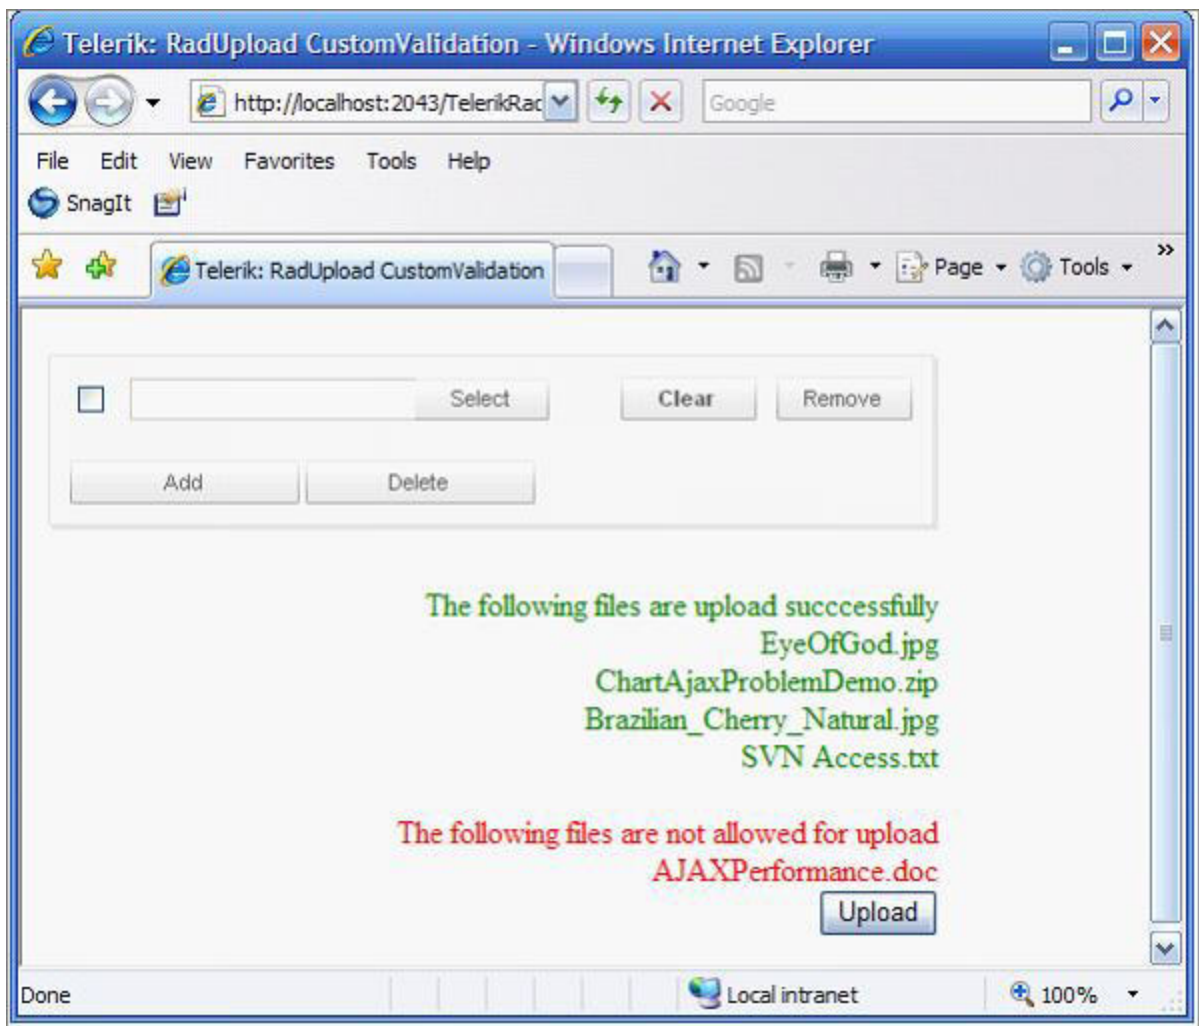 Telerik: RadUpload CustomValidation - Windows Internet Explorer
http://localhost:2043/TelerikRad
Google
File Edit View Favorites Tools Help
SnagIt
Telerik: RadUpload CustomValidation
Page
Tools
»
Select
Clear
Remove
Add
Delete
The following files are upload succcessfully
EyeOfGod.jpg
ChartAjaxProblemDemo.zip
Brazilian_Cherry_Natural.jpg
SVN Access.txt
The following files are not allowed for upload
AJAXPerformance.doc
Upload
Done
Local intranet
100%